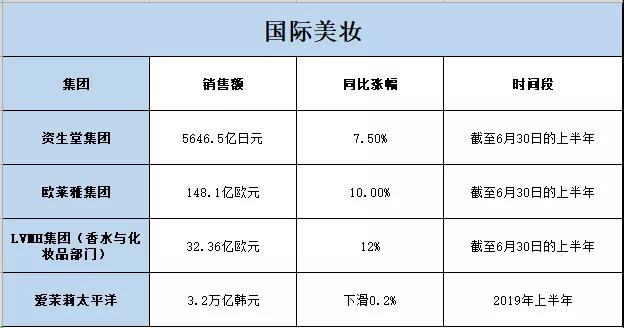 国际美妆
集团 销售额 同比涨幅 时间段
资生堂集团 5646.5亿日元 7.50% 截至6月30日的上半年
欧莱雅集团 148.1亿欧元 10.00% 截至6月30日的上半年
LVMH集团（香水与化
妆品部门） 32.36亿欧元 12% 截至6月30日的上半年
爱茉莉太平洋 3.2万亿韩元 下滑0.2% 2019年上半年